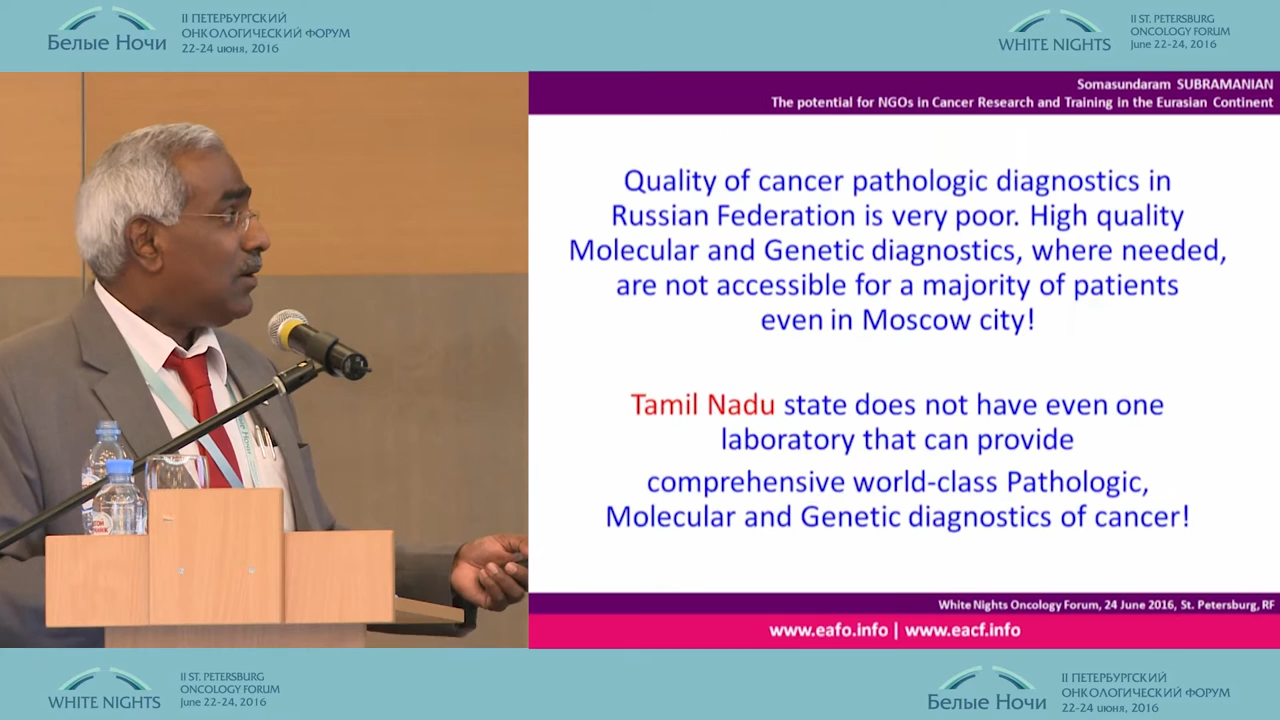 Белые Ночи
II ПЕТЕРБУРГСКИЙ
ОНКОЛОГИЧЕСКИЙ ФОРУМ
22-24 июня, 2016
WHITE NIGHTS
II ST. PETERSBURG
ONCOLOGY FORUM
June 22-24, 2016
Somasundaram SUBRAMANIAN
The potential for NGOs in Cancer Research and Training in the Eurasian Continent
Quality of cancer pathologic diagnostics in
Russian Federation is very poor. High quality
Molecular and Genetic diagnostics, where needed,
are not accessible for a majority of patients
even in Moscow city!
Tamil Nadu state does not have even one
laboratory that can provide
comprehensive world-class Pathologic,
Molecular and Genetic diagnostics of cancer!
White Nights Oncology Forum, 24 June 2016, St. Petersburg, RF
www.eafo.info | www.eacf.info
WHITE NIGHTS
II ST. PETERSBURG
ONCOLOGY FORUM
June 22-24, 2016
Белые Ночи
II ПЕТЕРБУРГСКИЙ
ОНКОЛОГИЧЕСКИЙ ФОРУМ
22-24 июня, 2016